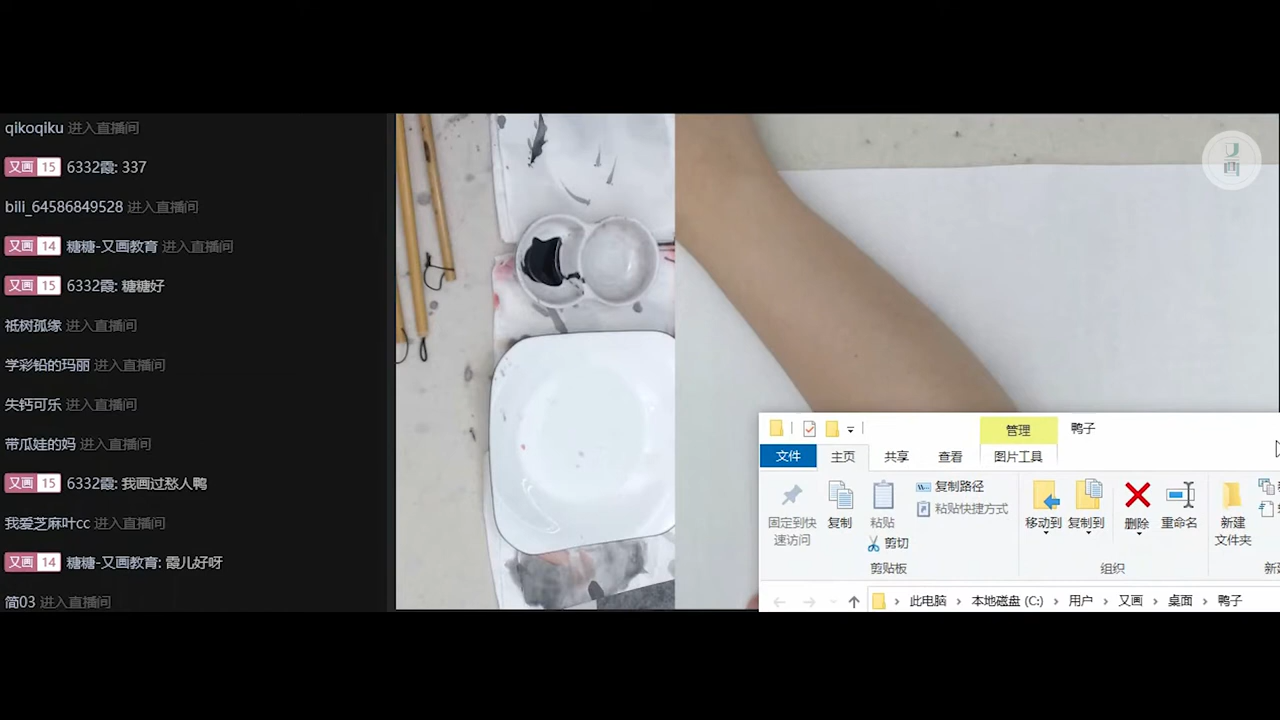 qikoqiku 进入直播间
又画 15 6332霞: 337
bili_64586849528 进入直播间
又画 14 糖糖-又画教育 进入直播间
又画 15 6332霞: 糖糖好
祗树孤缘 进入直播间
学彩铅的玛丽 进入直播间
失钙可乐 进入直播间
带瓜娃的妈 进入直播间
又画 15 6332霞: 我画过愁人鸭
我爱芝麻叶cc 进入直播间
又画 14 糖糖-又画教育: 霞儿好呀
简03 进入直播间
又画
管理 鸭子
文件 主页 共享 查看 图片工具
固定到快速访问
复制
粘贴
复制路径
粘贴快捷方式
剪切
剪贴板
移动到 复制到 删除 重命名
组织
新建
文件夹
此电脑 › 本地磁盘 (C:) › 用户 › 又画 › 桌面 › 鸭子